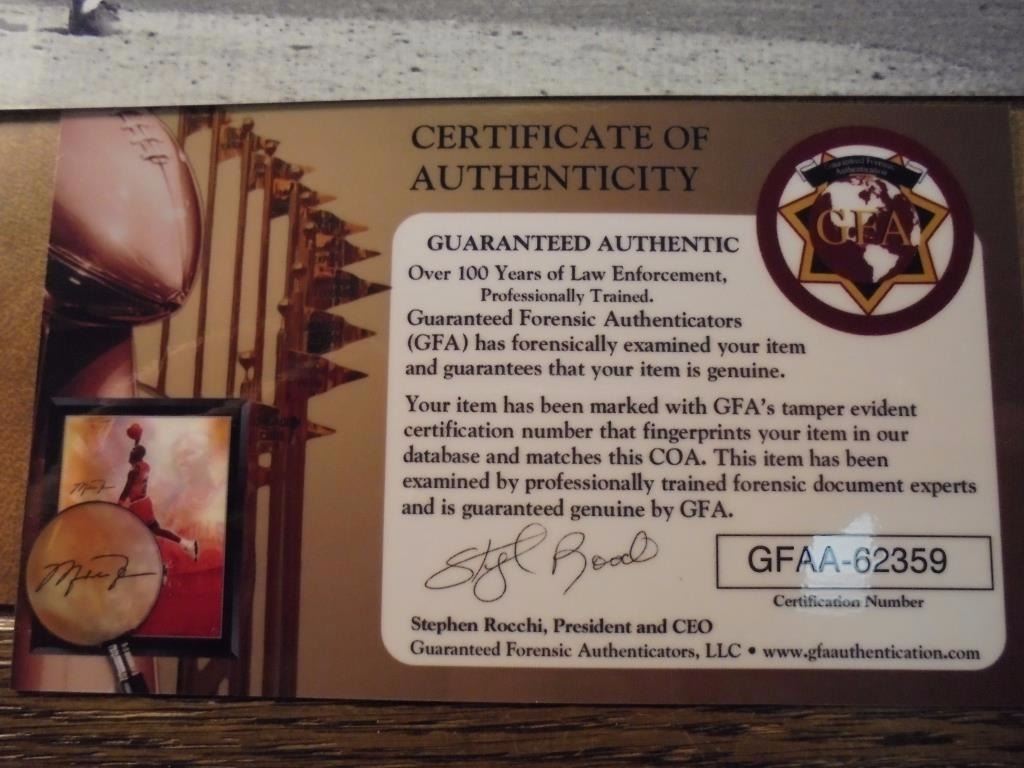 CERTIFICATE OF
AUTHENTICITY
Guaranteed Forensic
Authentication
GFA
GUARANTEED AUTHENTIC
Over 100 Years of Law Enforcement,
Professionally Trained.
Guaranteed Forensic Authenticators
(GFA) has forensically examined your item
and guarantees that your item is genuine.
Your item has been marked with GFA's tamper evident
certification number that fingerprints your item in our
database and matches this COA. This item has been
examined by professionally trained forensic document experts
and is guaranteed genuine by GFA.
GFAA-62359
Certification Number
Stephen Rocchi, President and CEO
Guaranteed Forensic Authenticators, LLC • www.gfaauthentication.com